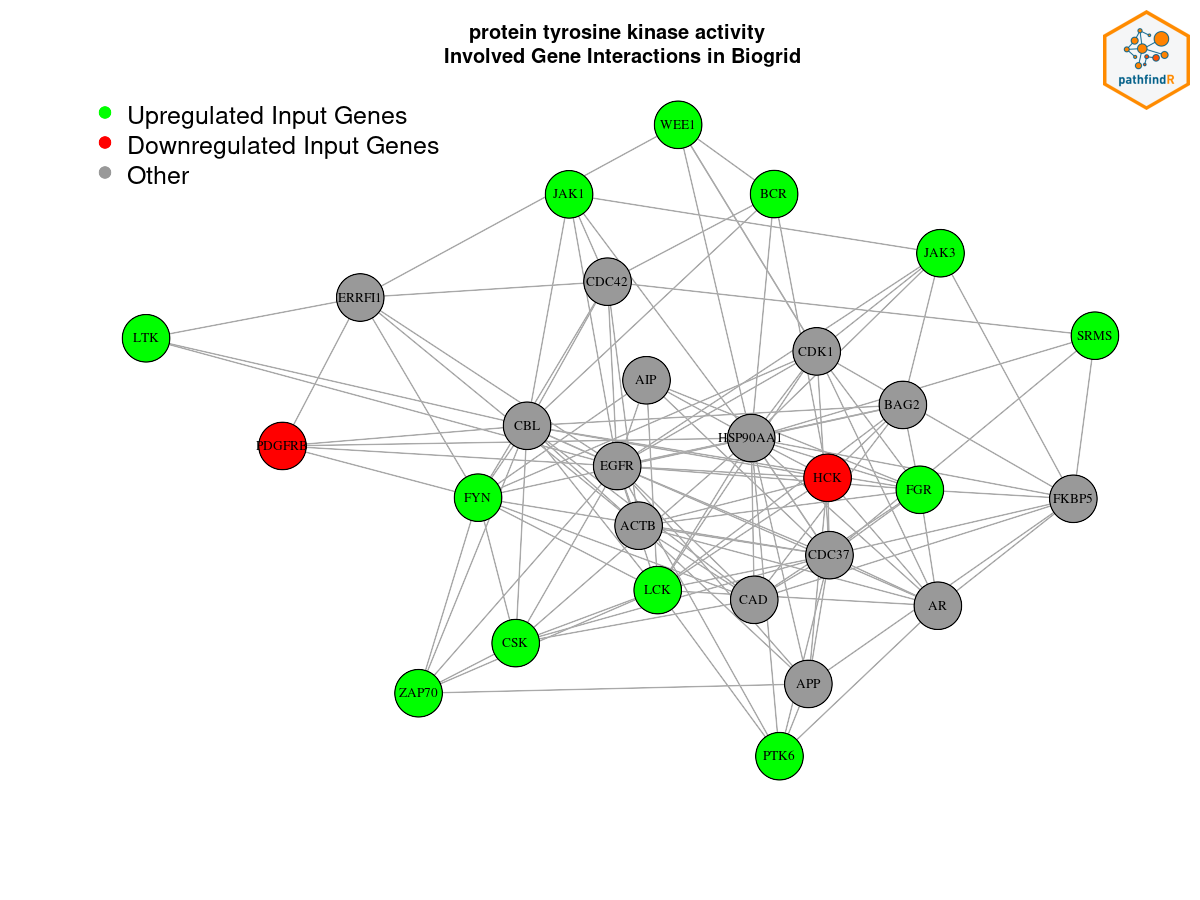 protein tyrosine kinase activity
Involved Gene Interactions in Biogrid
pathfindR
Upregulated Input Genes
Downregulated Input Genes
Other
WEE1
JAK1
BCR
JAK3
CDC42
ERRFI1
LTK
SRMS
CDK1
AIP
BAG2
CBL
HSP90AA1
PDGFRB
EGFR
HCK
FGR
FYN
FKBP5
ACTB
CDC37
LCK
CAD
AR
CSK
APP
ZAP70
PTK6